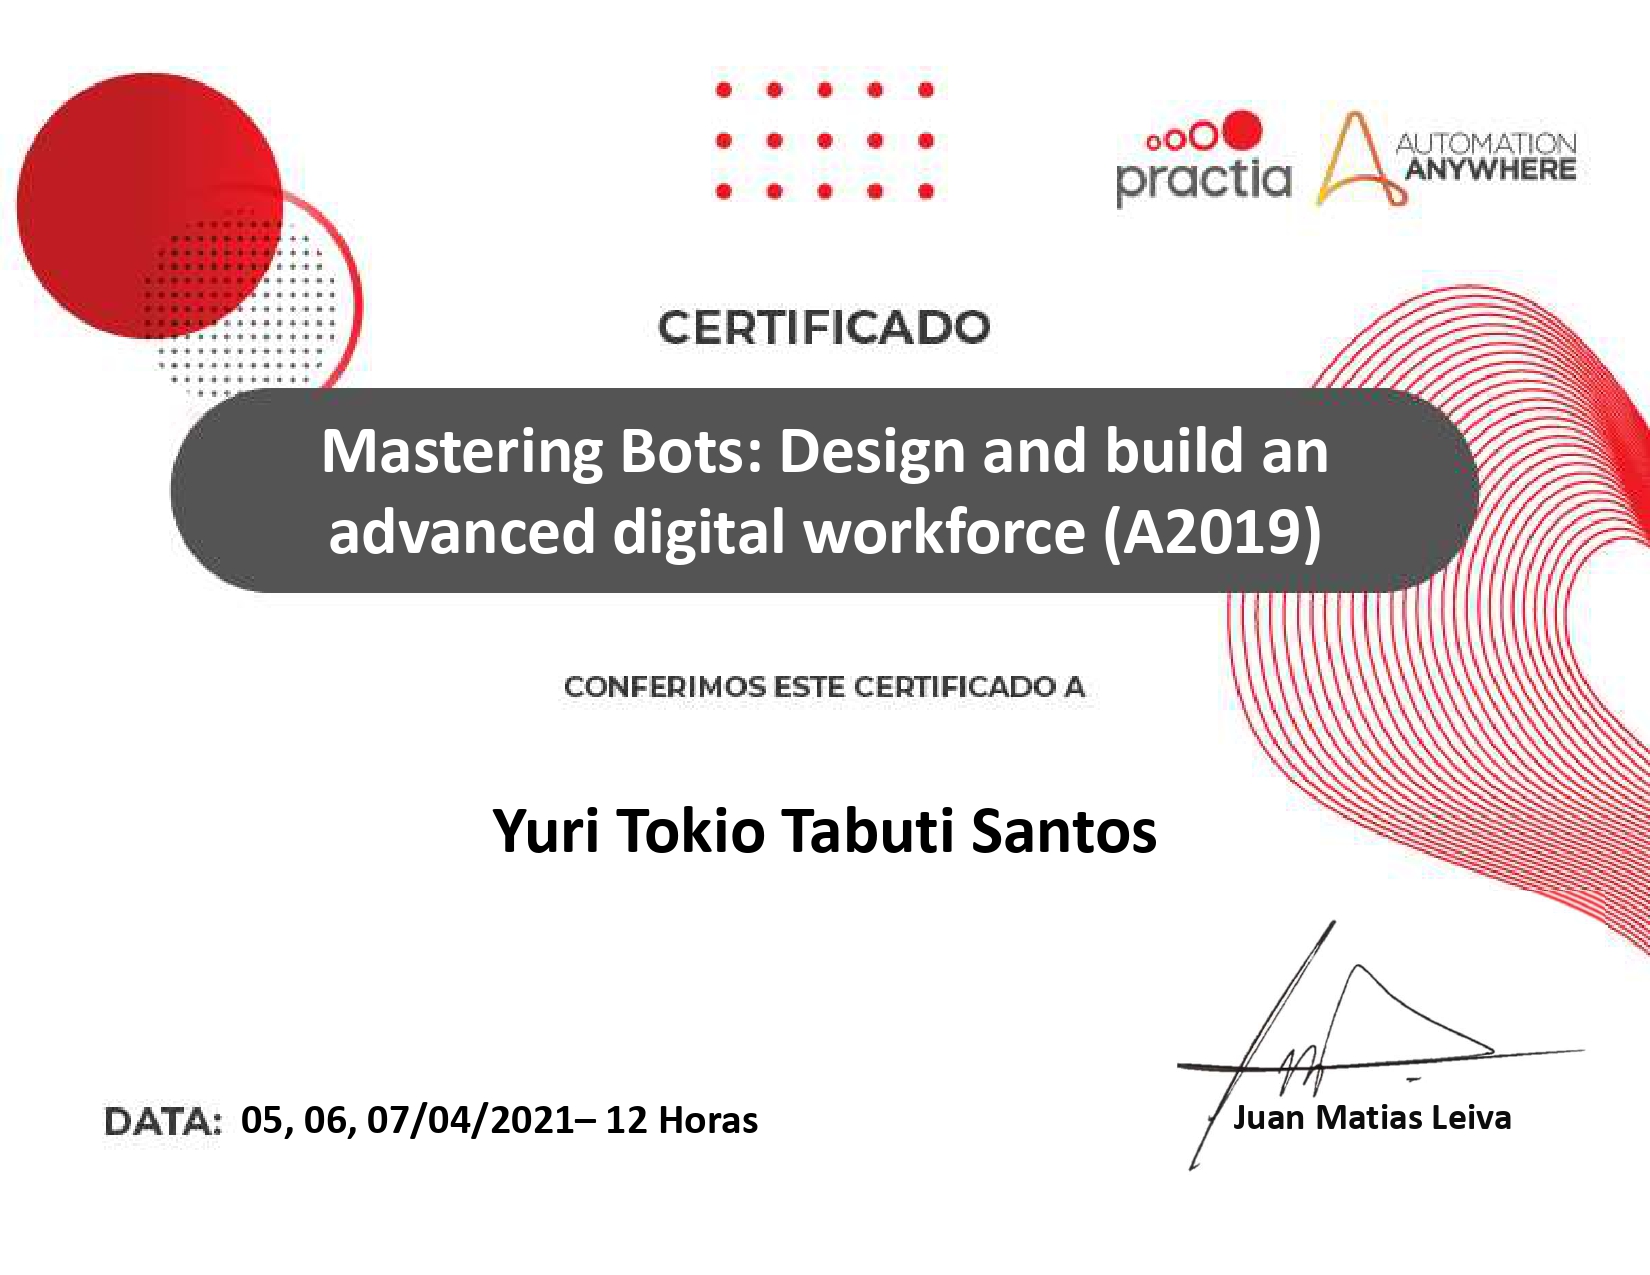 practia
AUTOMATION
ANYWHERE
CERTIFICADO
Mastering Bots: Design and build an
advanced digital workforce (A2019)
CONFERIMOS ESTE CERTIFICADO A
Yuri Tokio Tabuti Santos
DATA: 05, 06, 07/04/2021– 12 Horas
Juan Matias Leiva